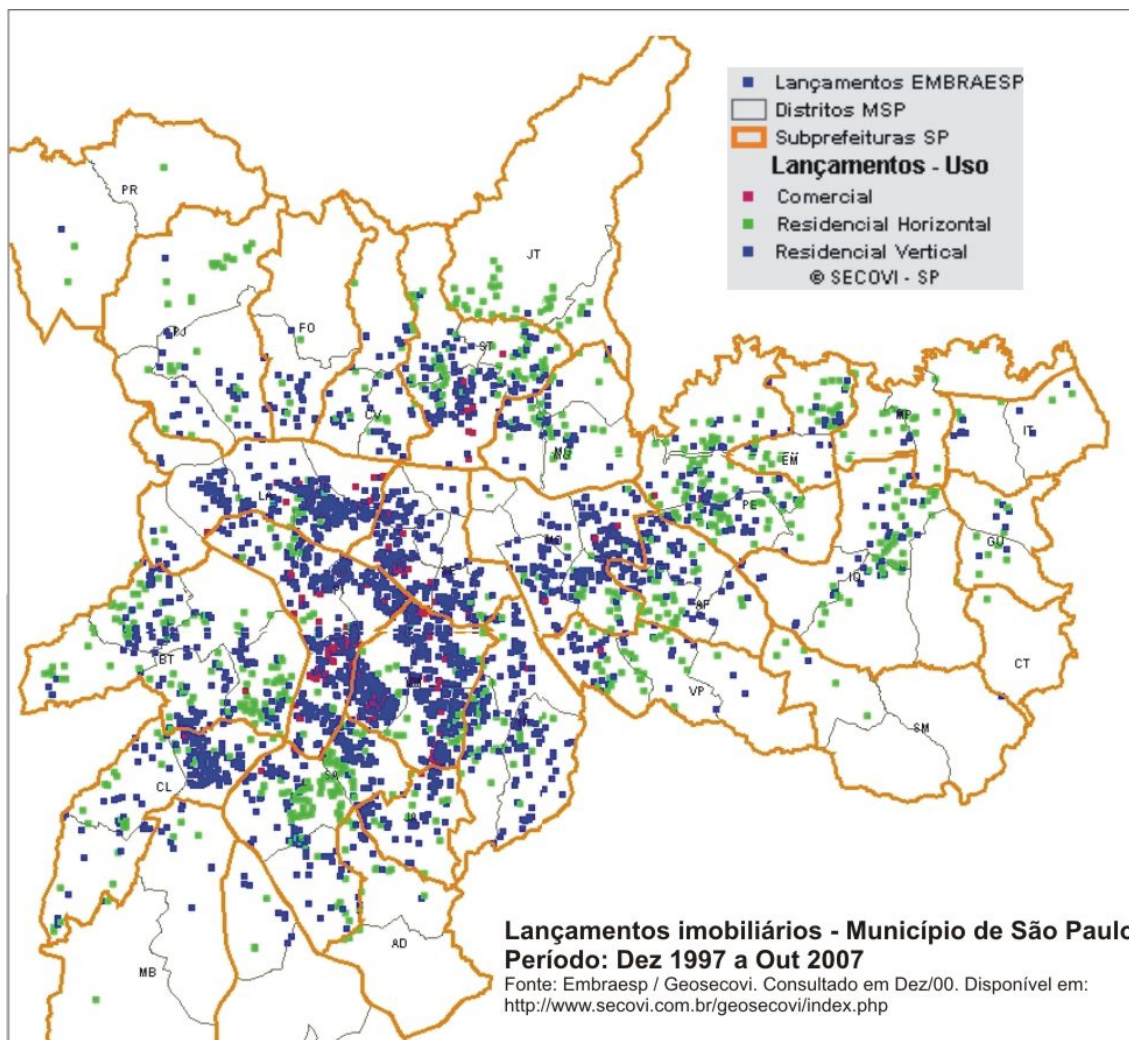 Lançamentos EMBRAESP
Distritos MSP
Subprefeituras SP
Lançamentos - Uso
Comercial
Residencial Horizontal
Residencial Vertical
© SECOVI - SP
PR
JT
FO
PJ
ST
CV
MP
IT
EM
LA
PE
MO
GU
IQ
AF
BT
CT
VP
SM
SA
CL
JA
AD
MB
Lançamentos imobiliários - Município de São Paulo
Período: Dez 1997 a Out 2007
Fonte: Embraesp / Geosecovi. Consultado em Dez/00. Disponível em:
http://www.secovi.com.br/geosecovi/index.php